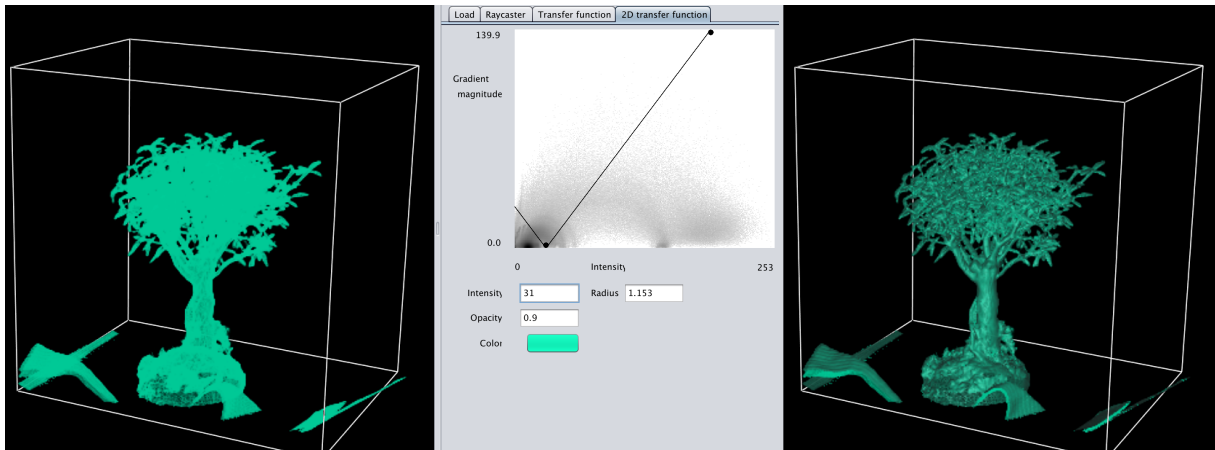 Load Raycaster Transfer function 2D transfer function
139.9
Gradient
magnitude
0.0
0 Intensity 253
Intensity 31 Radius 1.153
Opacity 0.9
Color